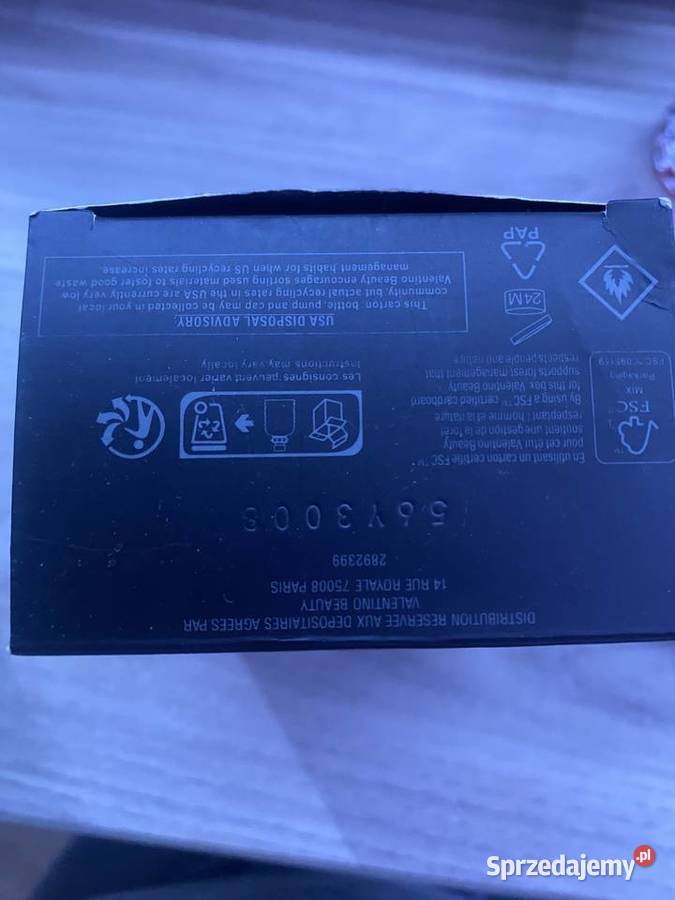 DISTRIBUTION RESERVEE AUX DEPOSITAIRES AGREES PAR
VALENTINO BEAUTY
14 RUE ROYALE 75008 PARIS
2892399
FSC
MIX
Packaging
En utilisant un carton certifié FSC™
pour cet étui Valentino Beauty
soutient une gestion de la forêt
respectant l'homme et la nature
By using a FSC™ certified cardboard
for this box Valentino Beauty
supports forest management that
respects people and nature
Les consignes peuvent varier localement
Instructions may vary locally
24M
PAP
USA DISPOSAL ADVISORY.
This carton, bottle, pump and cap may be collected in your local
community, but actual recycling rates in the USA are currently very low
Valentino Beauty encourages sorting used materials to foster good waste
management habits for when US recycling rates increase.
Sprzedajemy.pl